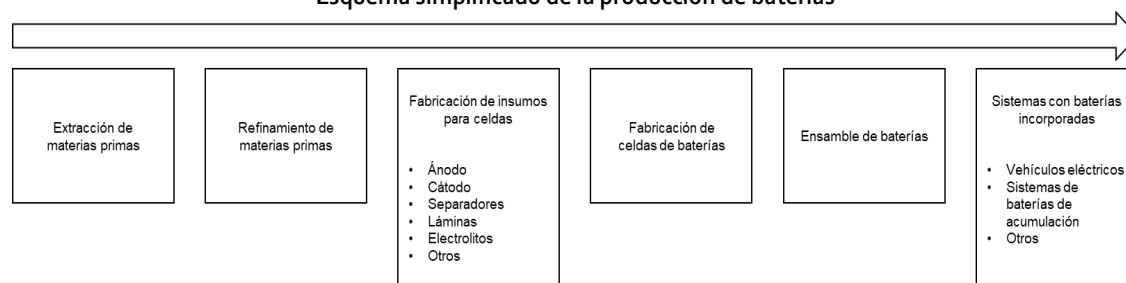 Esquema simplificado de la producción de baterías
Extracción de
materias primas
Refinamiento de
materias primas
Fabricación de insumos
para celdas
• Ánodo
• Cátodo
• Separadores
• Láminas
• Electrolitos
• Otros
Fabricación de
celdas de baterías
Ensamble de baterías
Sistemas con baterías
incorporadas
• Vehículos eléctricos
• Sistemas de
baterías de
acumulación
• Otros